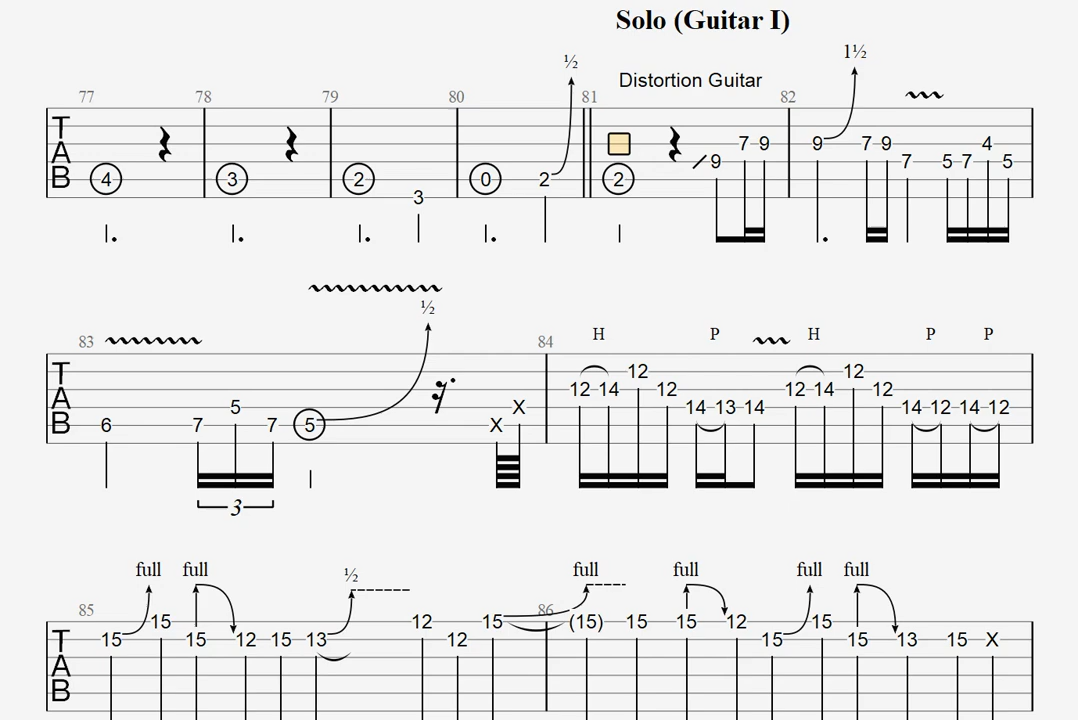 Solo (Guitar I)
½ 1½
Distortion Guitar
77 78 79 80 81 82
T A B 4 3 2 3 0 2 2 9 7 9 9 7 9 7 5 7 4 5
½
83 84 H P H P P
T A B 6 7 5 7 5 X X 12 14 12 12 14 13 14 12 14 12 12 14 12 14 12
3
full full ½ full full full full
85 86
T A B 15 15 15 12 15 13 12 12 15 (15) 15 15 12 15 15 15 13 15 X